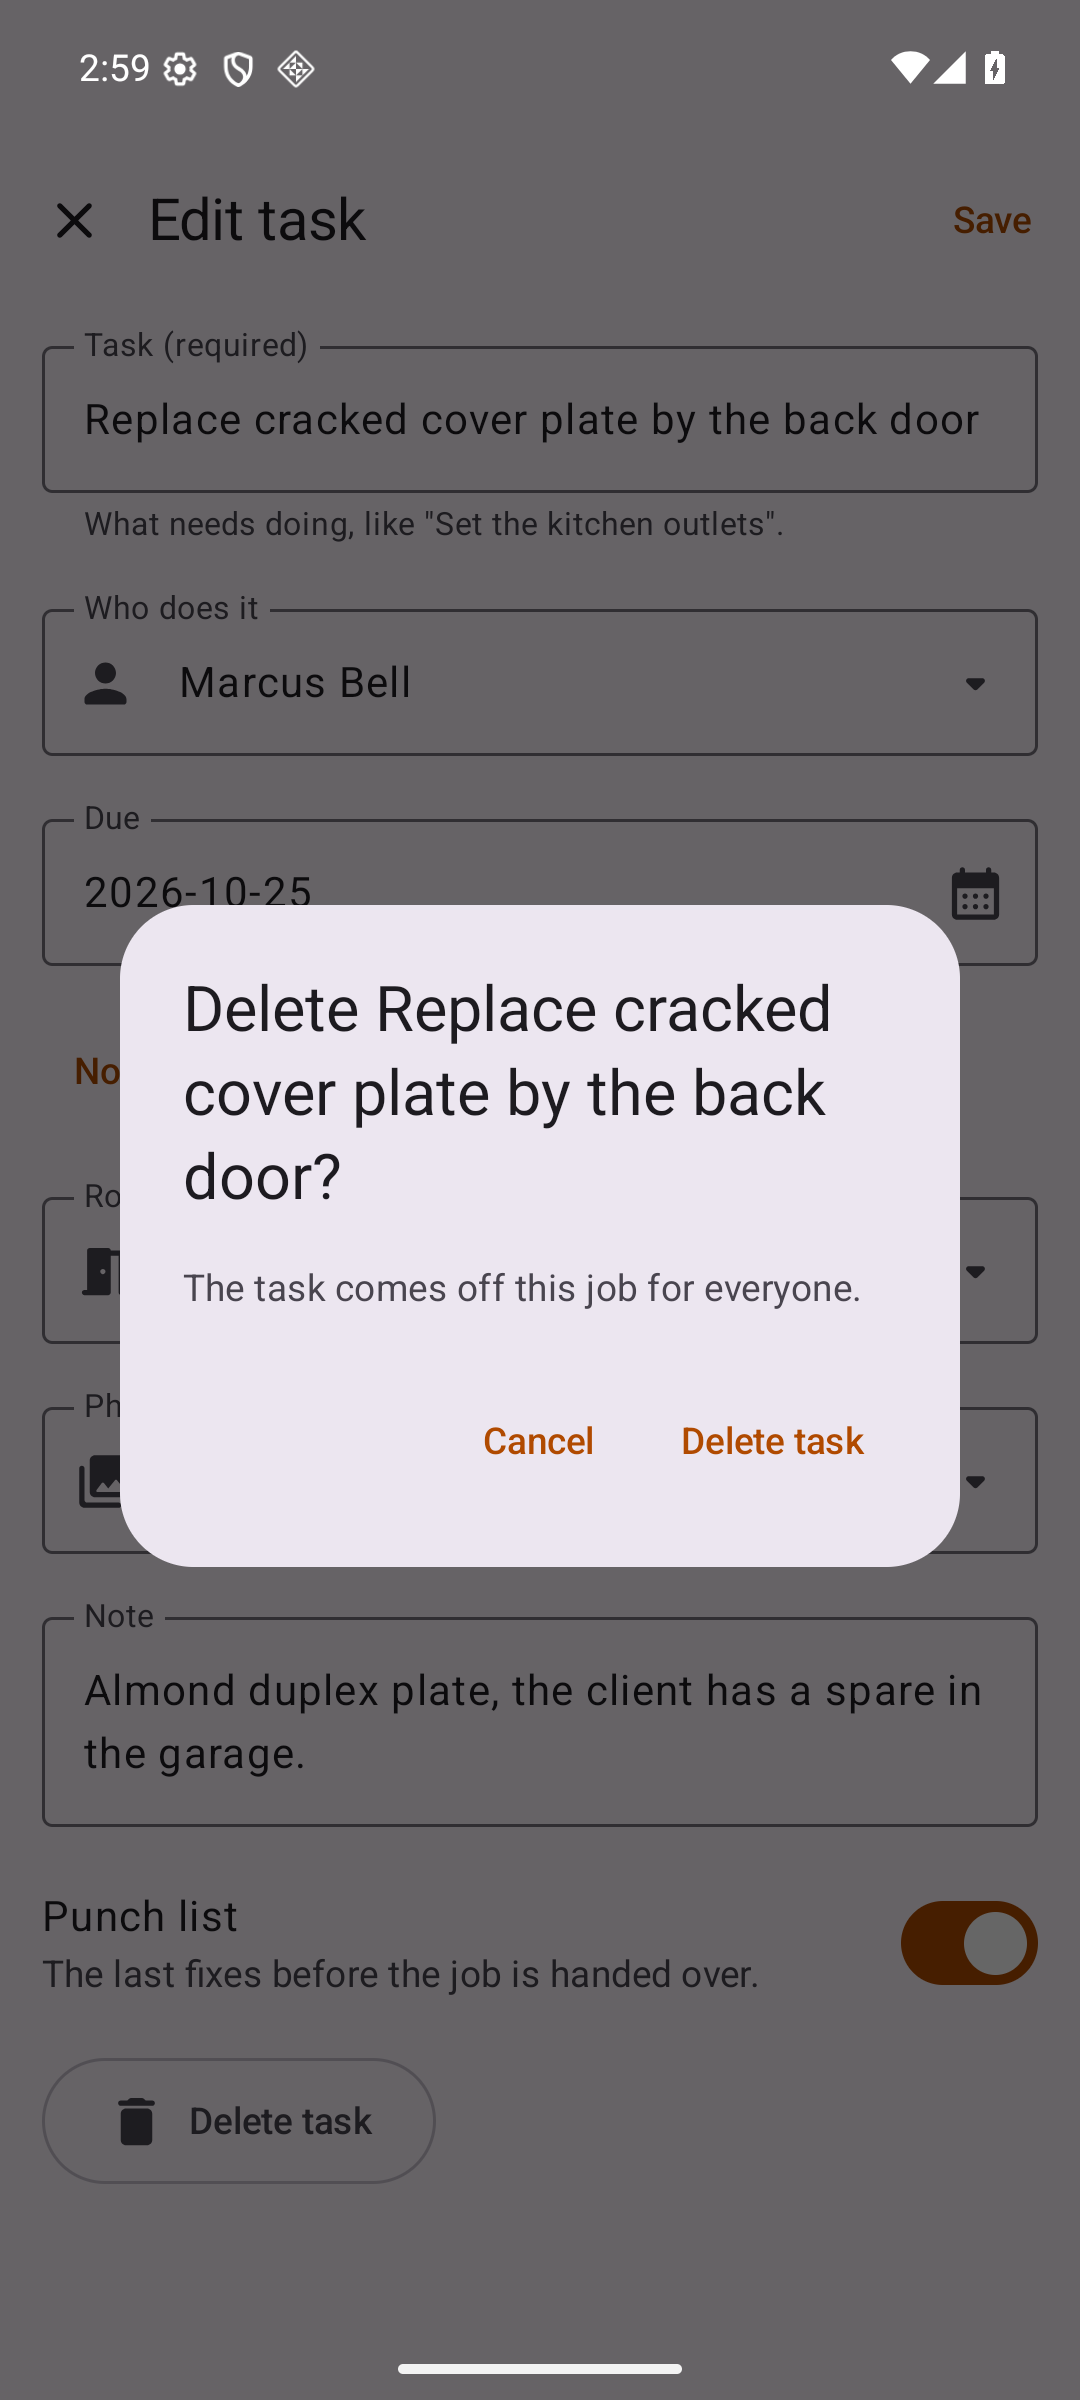 2:59
Edit task
Save
Task (required)
Replace cracked cover plate by the back door
What needs doing, like "Set the kitchen outlets".
Who does it
Marcus Bell
Due
2026-10-25
Delete Replace cracked
cover plate by the back
door?
The task comes off this job for everyone.
Cancel
Delete task
Note
Almond duplex plate, the client has a spare in
the garage.
Punch list
The last fixes before the job is handed over.
Delete task